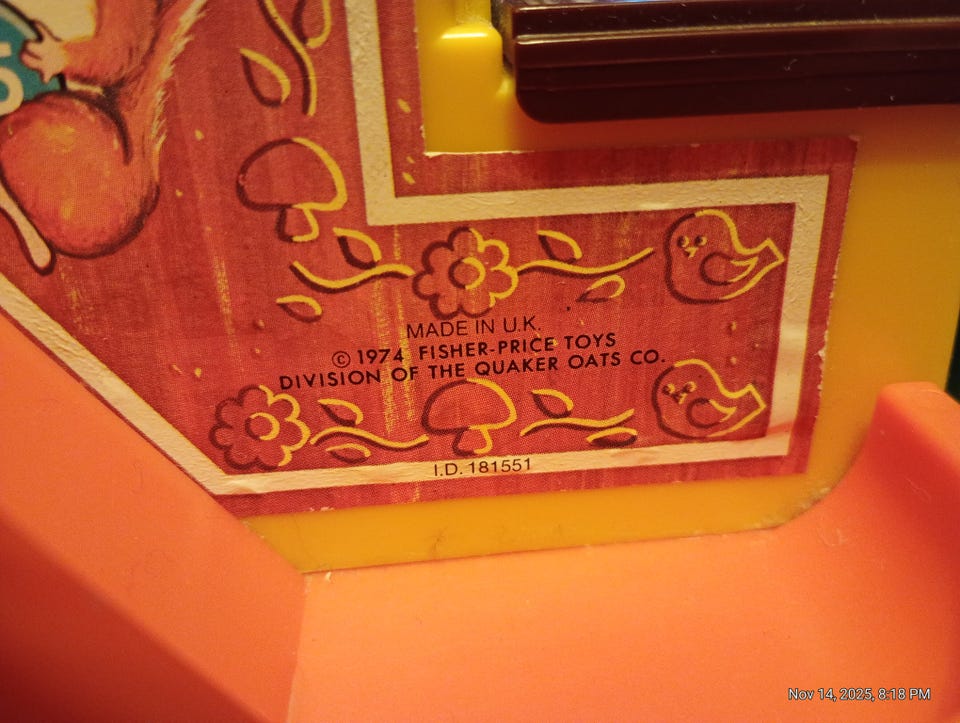 S
MADE IN U.K.
© 1974 FISHER-PRICE TOYS
DIVISION OF THE QUAKER OATS CO.
I.D. 181551
Nov 14, 2025, 8:18 PM